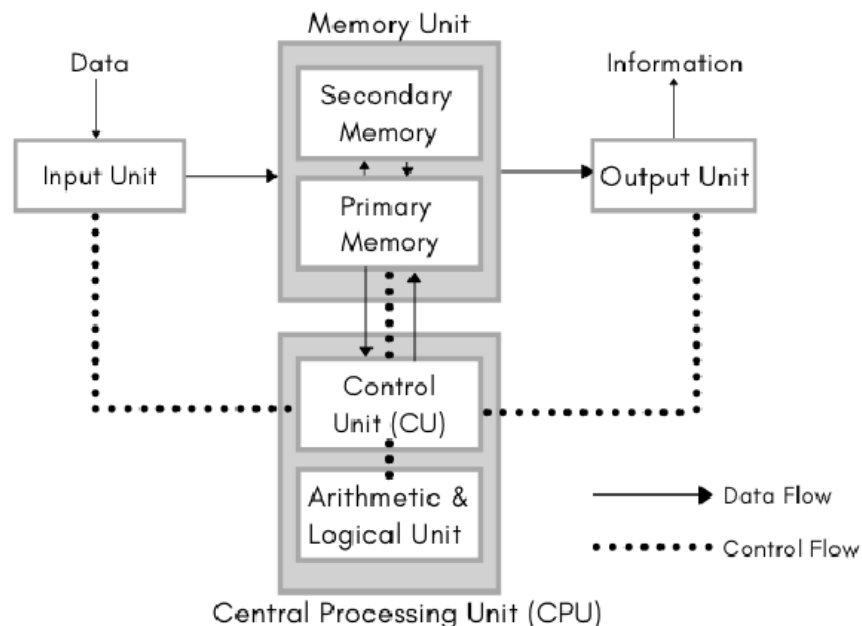 Memory Unit
Data
Information
Secondary
Memory
Input Unit
Output Unit
Primary
Memory
Control
Unit (CU)
Arithmetic &
Logical Unit
Data Flow
Control Flow
Central Processing Unit (CPU)